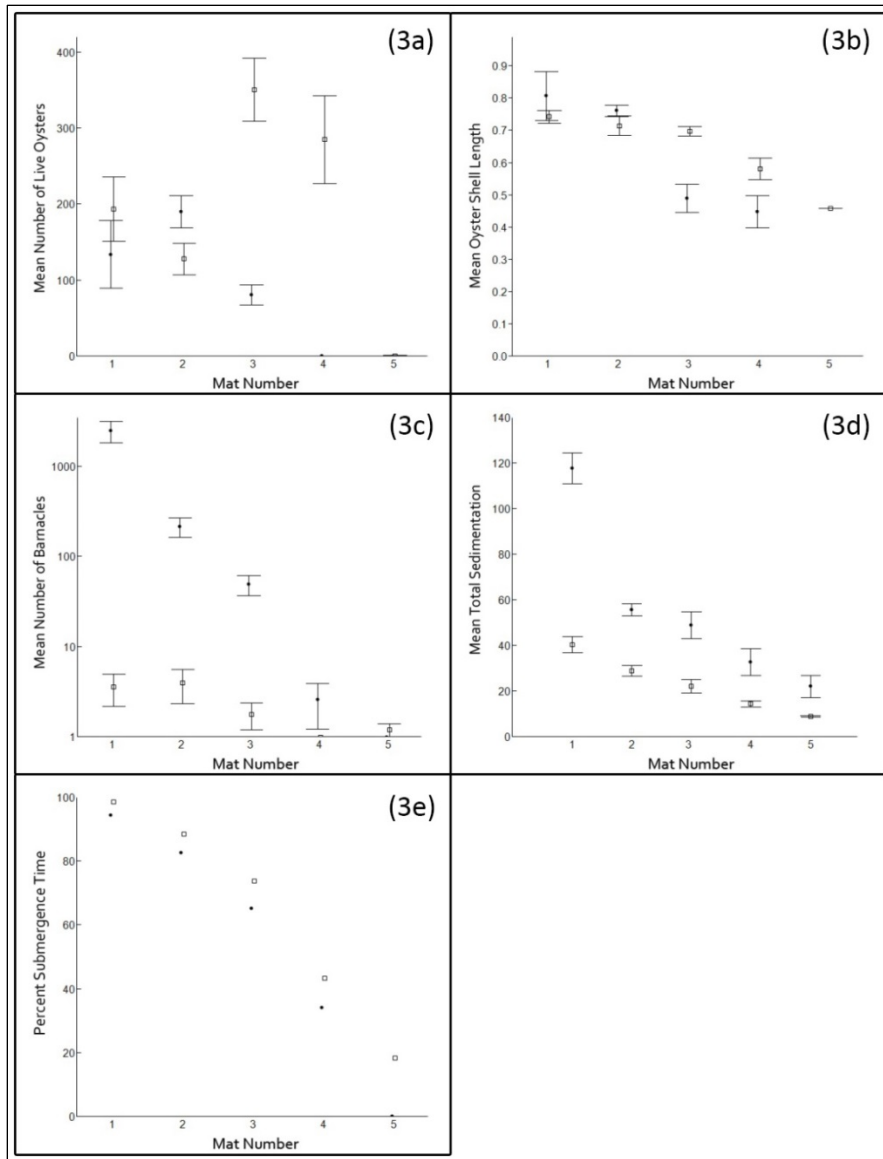 (3a)
Mean Number of Live Oysters
400
300
200
100
0
1 2 3 4 5
Mat Number
(3b)
Mean Oyster Shell Length
0.9
0.8
0.7
0.6
0.5
0.4
0.3
0.2
0.1
0.0
1 2 3 4 5
Mat Number
(3c)
Mean Number of Barnacles
1000
100
10
1
1 2 3 4 5
Mat Number
(3d)
Mean Total Sedimentation
140
120
100
80
60
40
20
0
1 2 3 4 5
Mat Number
(3e)
Percent Submergence Time
100
80
60
40
20
0
1 2 3 4 5
Mat Number